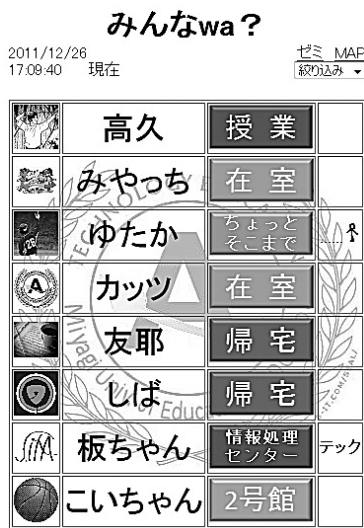 みんなwa？
2011/12/26
17:09:40 現在
ゼミ MAP
絞り込み
高久 授業
みやっち 在室
ゆたか ちょっと
そこまで
カッツ 在室
友耶 帰宅
しば 帰宅
板ちゃん 情報処理
センター テック
こいちゃん 2号館